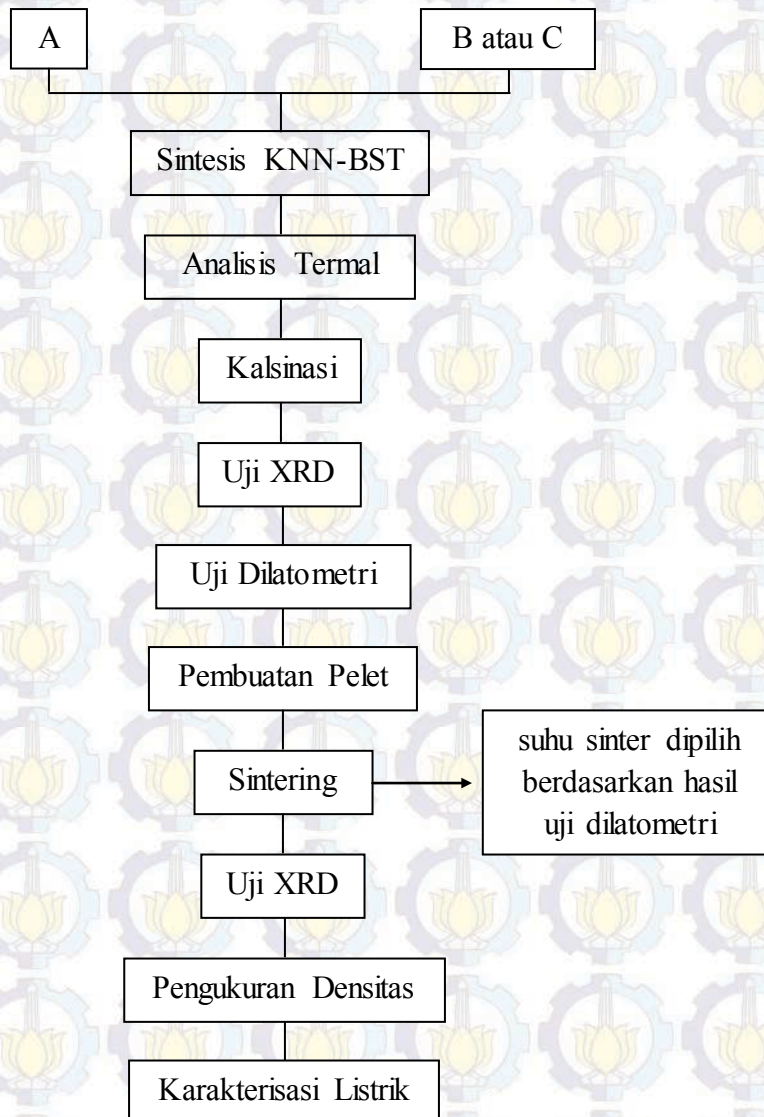 A
B atau C
Sintesis KNN-BST
Analisis Termal
Kalsinasi
Uji XRD
Uji Dilatometri
Pembuatan Pelet
Sintering
suhu sinter dipilih
berdasarkan hasil
uji dilatometri
Uji XRD
Pengukuran Densitas
Karakterisasi Listrik